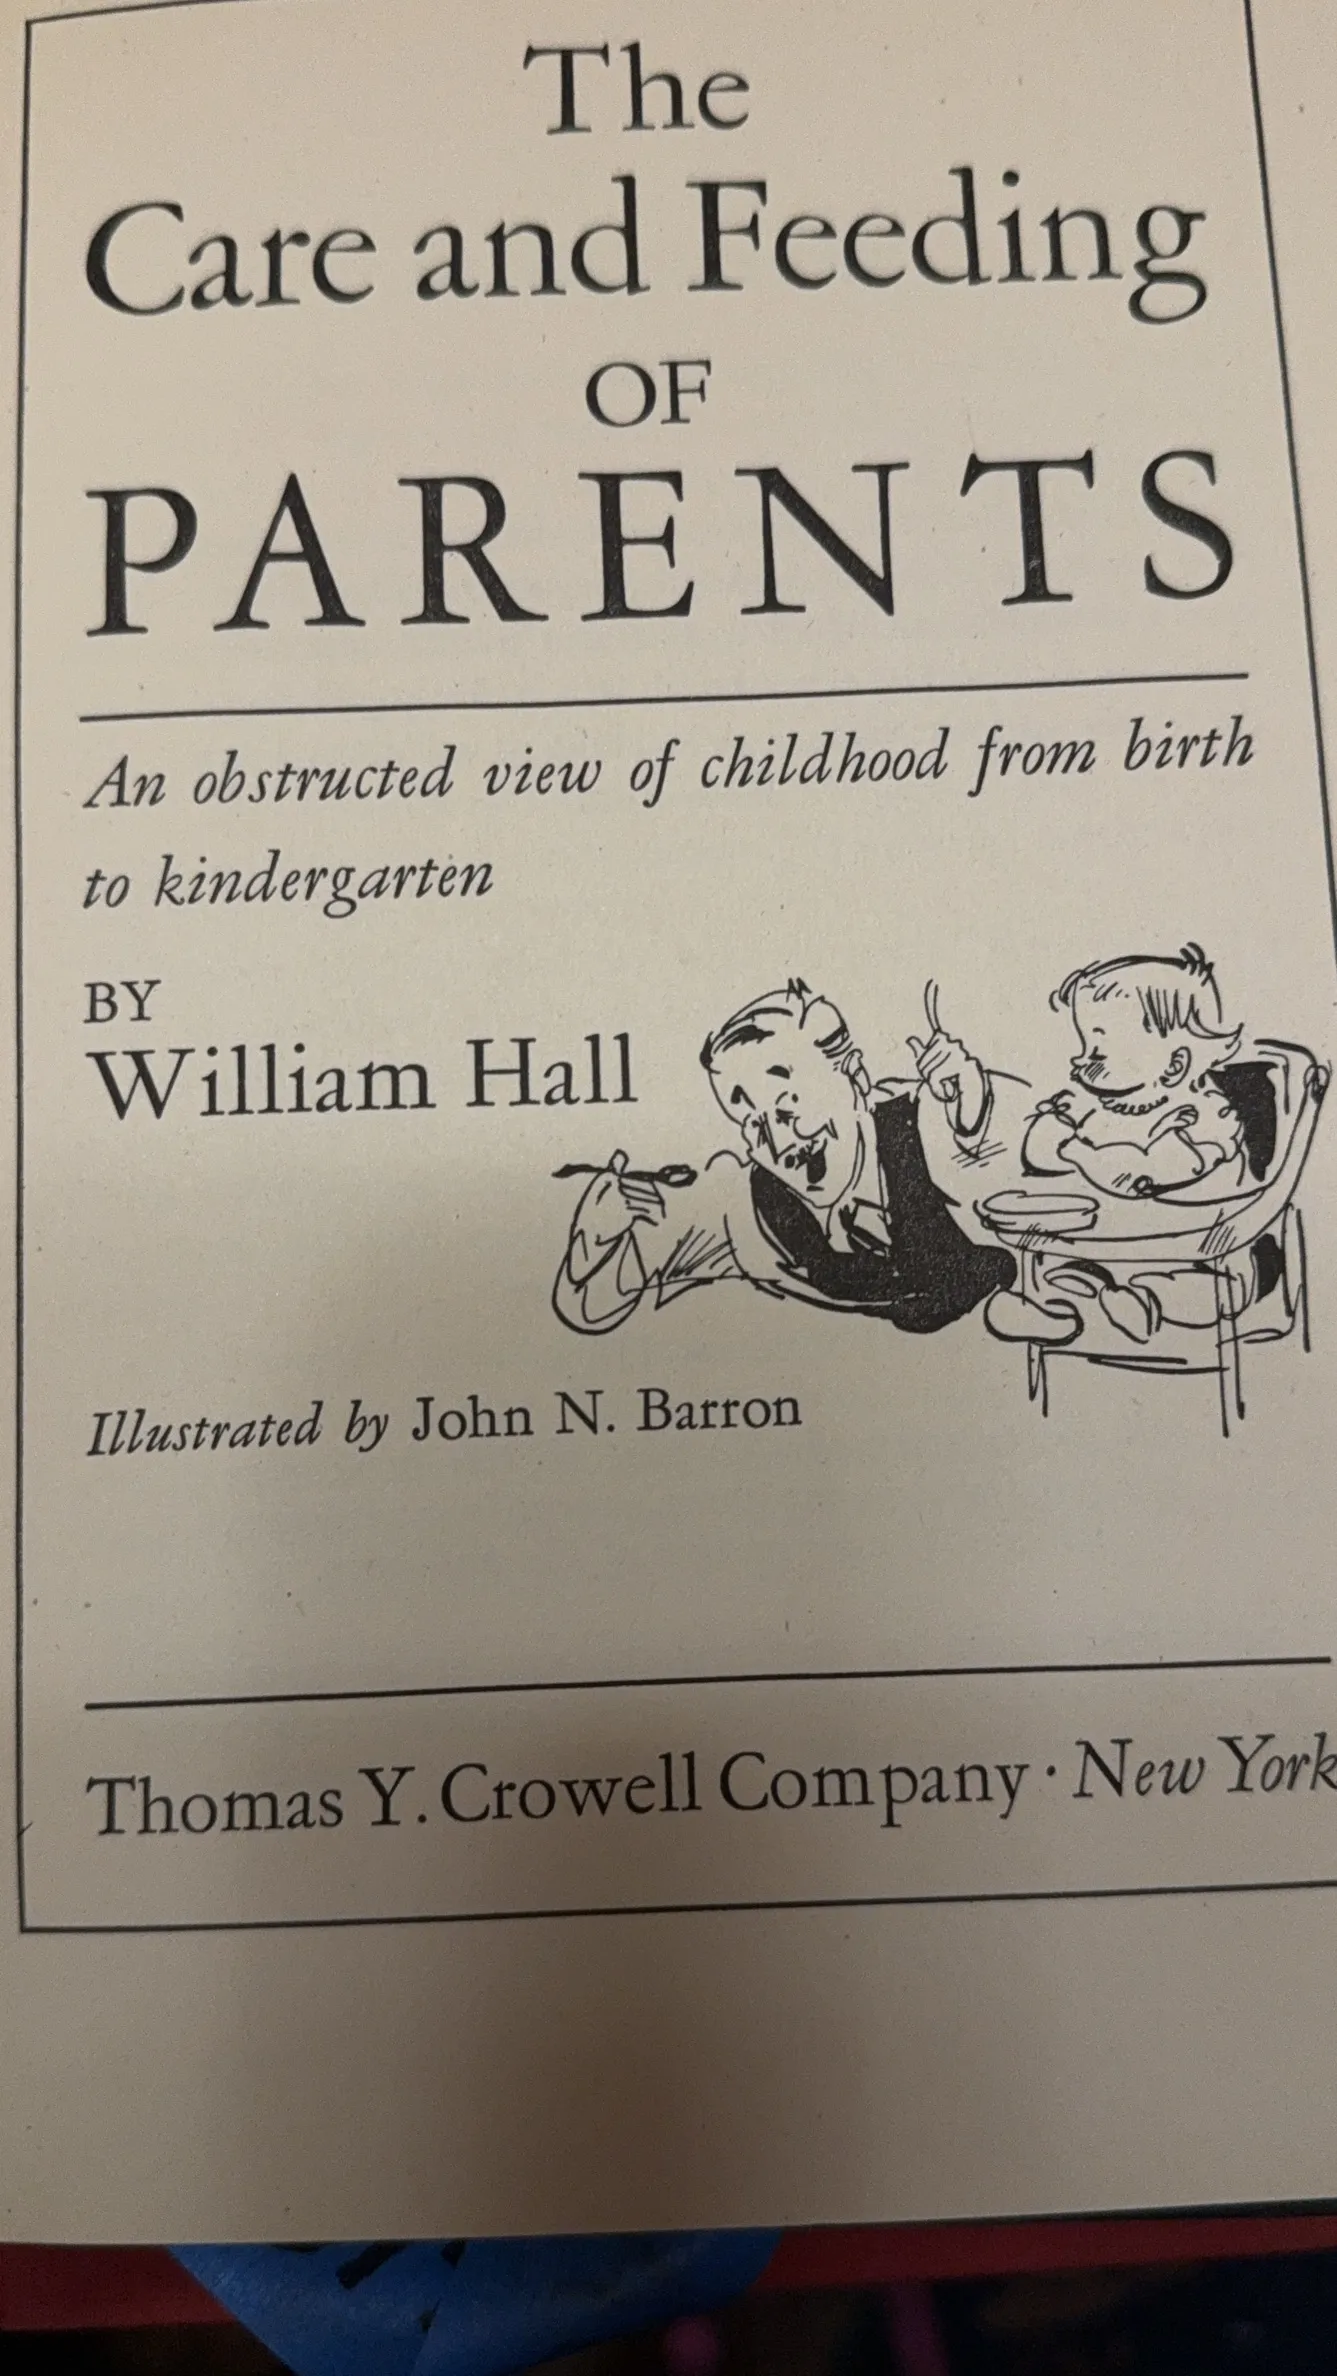 The
Care and Feeding
OF
PARENTS
An obstructed view of childhood from birth
to kindergarten
BY
William Hall
Illustrated by John N. Barron
Thomas Y. Crowell Company · New York